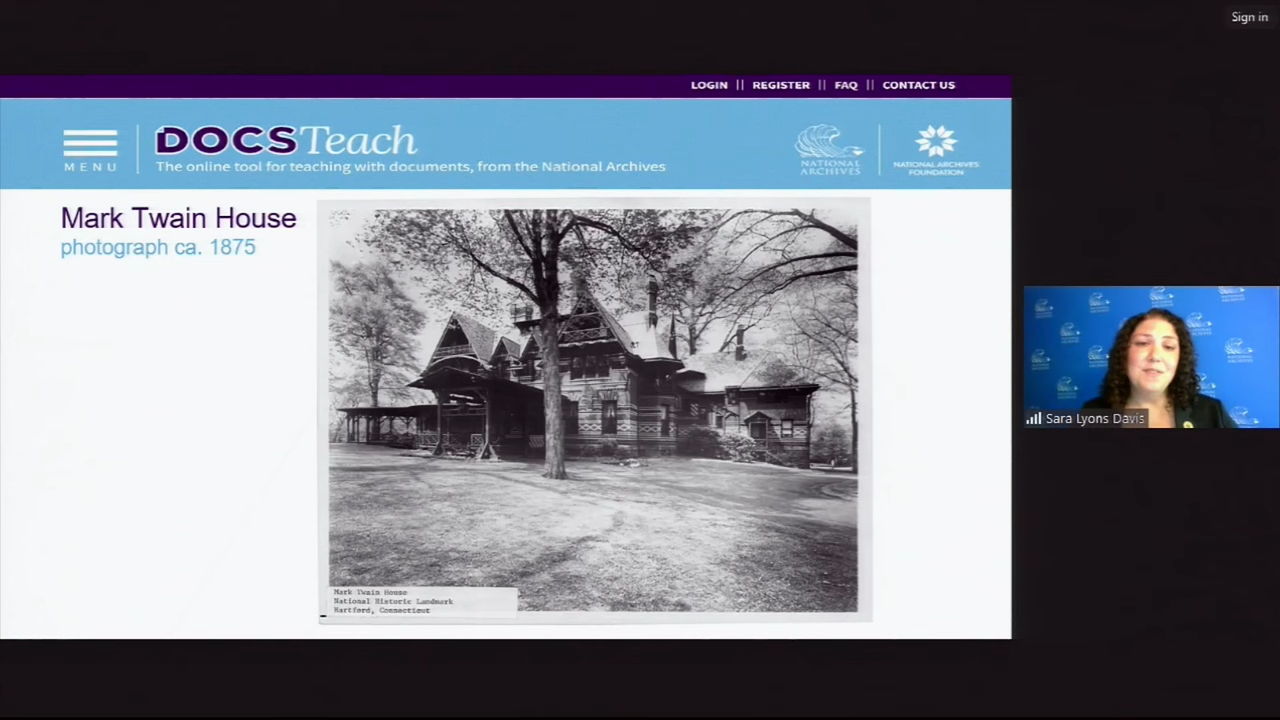 Sign in
LOGIN || REGISTER || FAQ || CONTACT US
MENU
DOCSTeach
The online tool for teaching with documents, from the National Archives
NATIONAL ARCHIVES
NATIONAL ARCHIVES FOUNDATION
Mark Twain House
photograph ca. 1875
Mark Twain House
National Historic Landmark
Hartford, Connecticut
Sara Lyons Davis